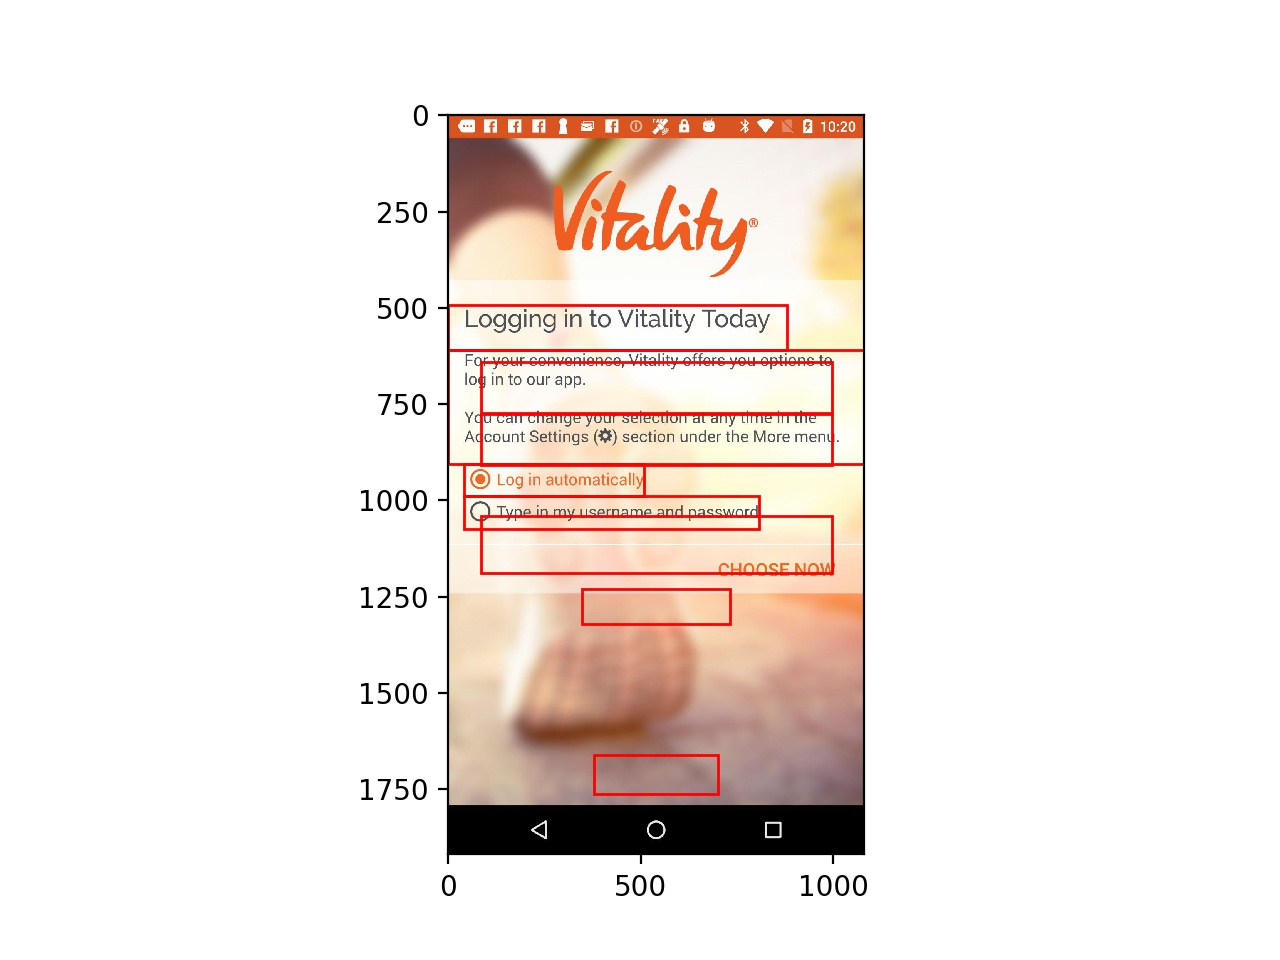 0
250
500
750
1000
1250
1500
1750
10:20
Vitality®
Logging in to Vitality Today
For your convenience, Vitality offers you options to
log in to our app.
You can change your selection at any time in the
Account Settings (⚙) section under the More menu.
Log in automatically
Type in my username and password
CHOOSE NOW
0
500
1000